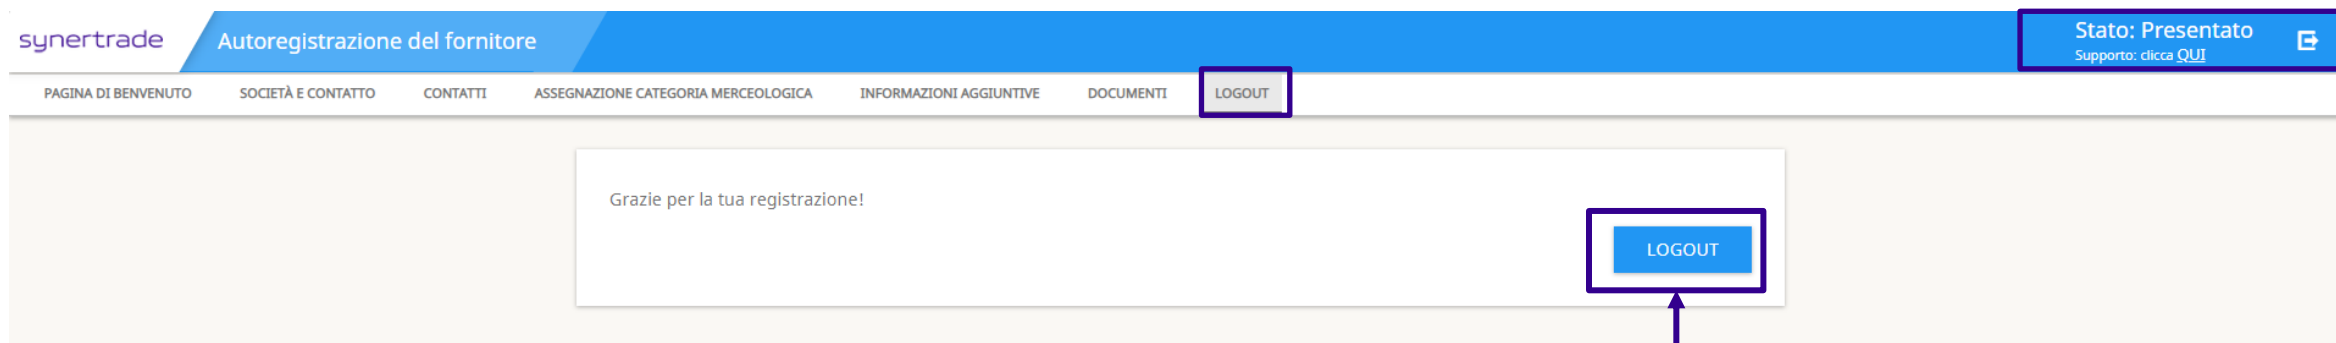 synertrade
Autoregistrazione del fornitore
Stato: Presentato
Supporto: clicca QUI
PAGINA DI BENVENUTO SOCIETÀ E CONTATTO CONTATTI ASSEGNAZIONE CATEGORIA MERCEOLOGICA INFORMAZIONI AGGIUNTIVE DOCUMENTI LOGOUT
Grazie per la tua registrazione!
LOGOUT